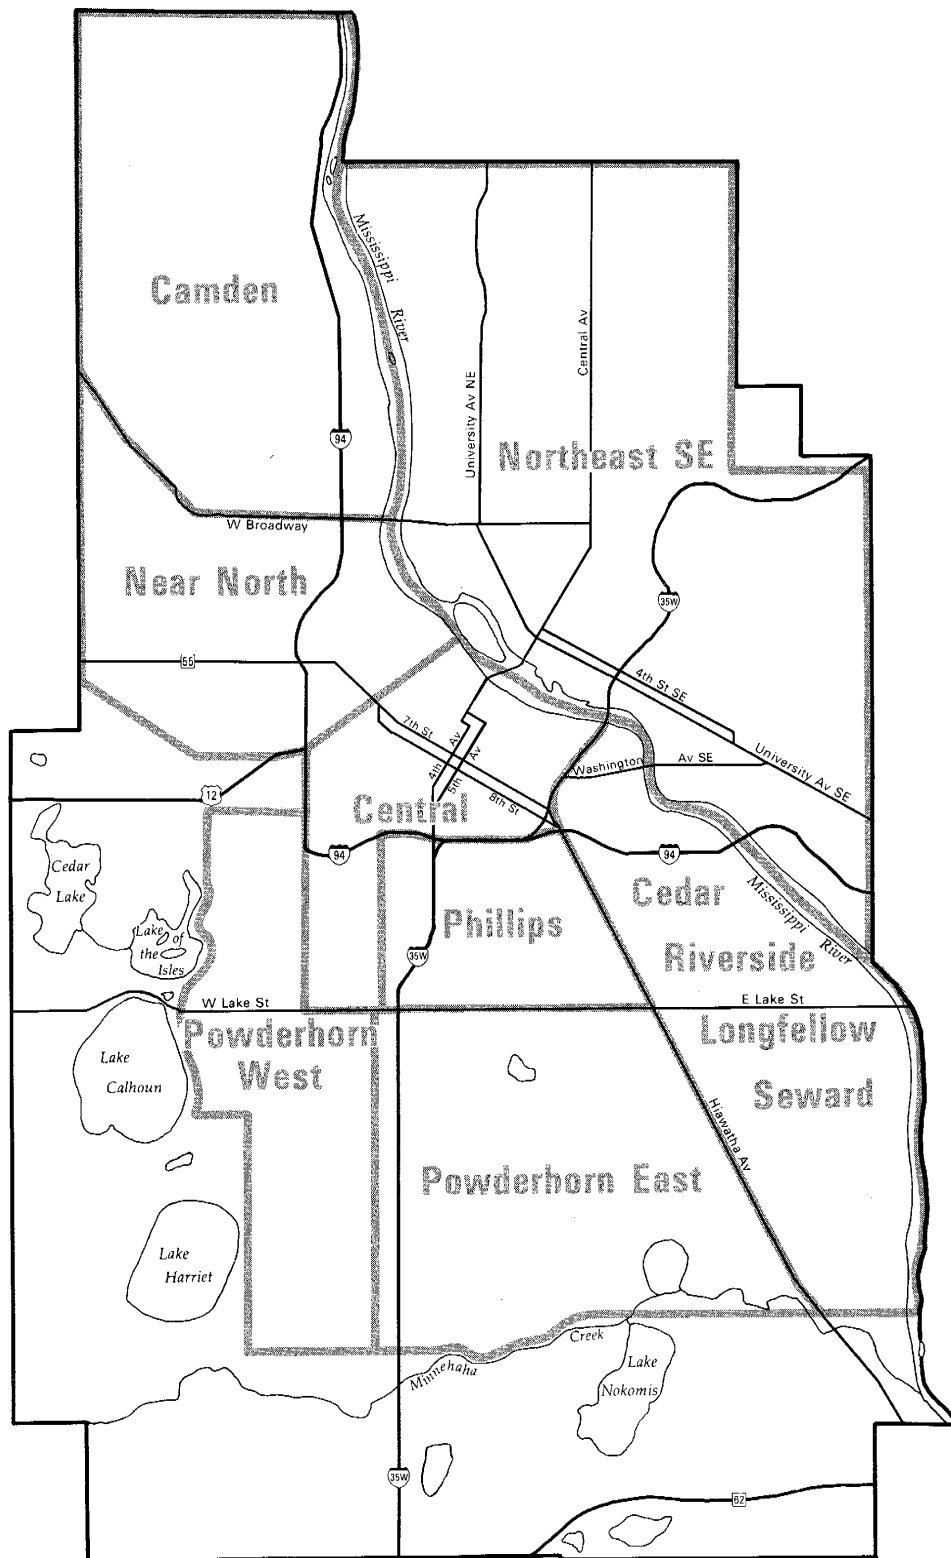 Mississippi
River
Camden
Central Av
University Av NE
94
Northeast SE
W Broadway
Near North
35W
55
4th St SE
7th St
4th Av
5th Av
8th St
Washington Av SE
University Av SE
12
Central
94
94
Cedar
Lake
Cedar
Riverside
Mississippi River
Phillips
Lake of
the
Isles
35W
W Lake St
E Lake St
Powderhorn
West
Longfellow
Seward
Lake
Calhoun
Hiawatha Av
Powderhorn East
Lake
Harriet
Minnehaha
Creek
Lake
Nokomis
35W
62